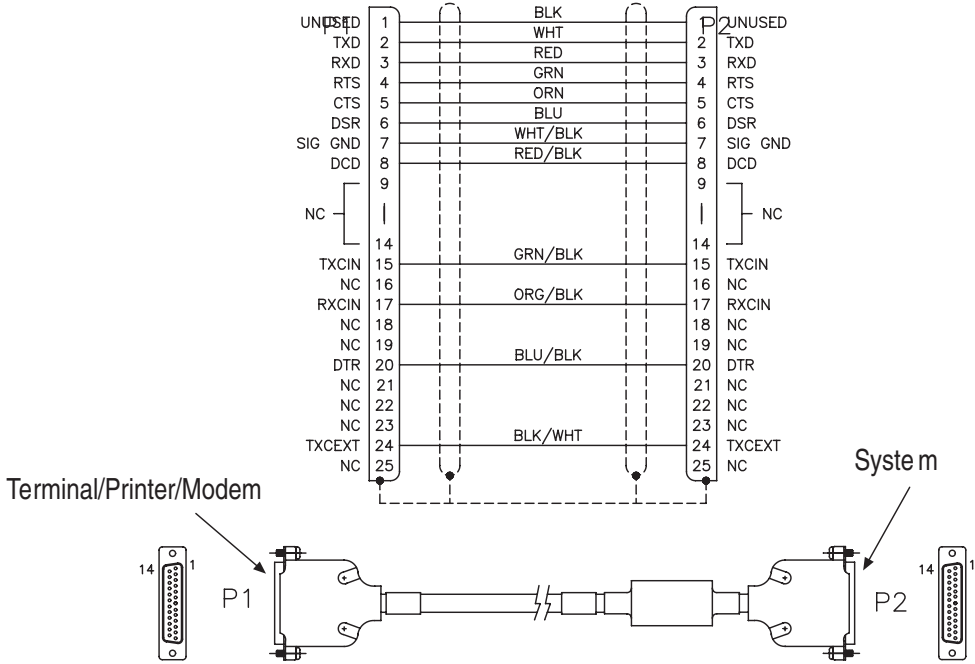 P1 P2
BLK
UNUSED 1 1 UNUSED
WHT
TXD 2 2 TXD
RED
RXD 3 3 RXD
GRN
RTS 4 4 RTS
ORN
CTS 5 5 CTS
BLU
DSR 6 6 DSR
WHT/BLK
SIG GND 7 7 SIG GND
RED/BLK
DCD 8 8 DCD
9 9
NC NC
14 14
GRN/BLK
TXCIN 15 15 TXCIN
NC 16 16 NC
ORG/BLK
RXCIN 17 17 RXCIN
NC 18 18 NC
NC 19 19 NC
BLU/BLK
DTR 20 20 DTR
NC 21 21 NC
NC 22 22 NC
NC 23 23 NC
BLK/WHT
TXCEXT 24 24 TXCEXT
NC 25 25 NC
System
Terminal/Printer/Modem
14 1 14 1
P1 P2